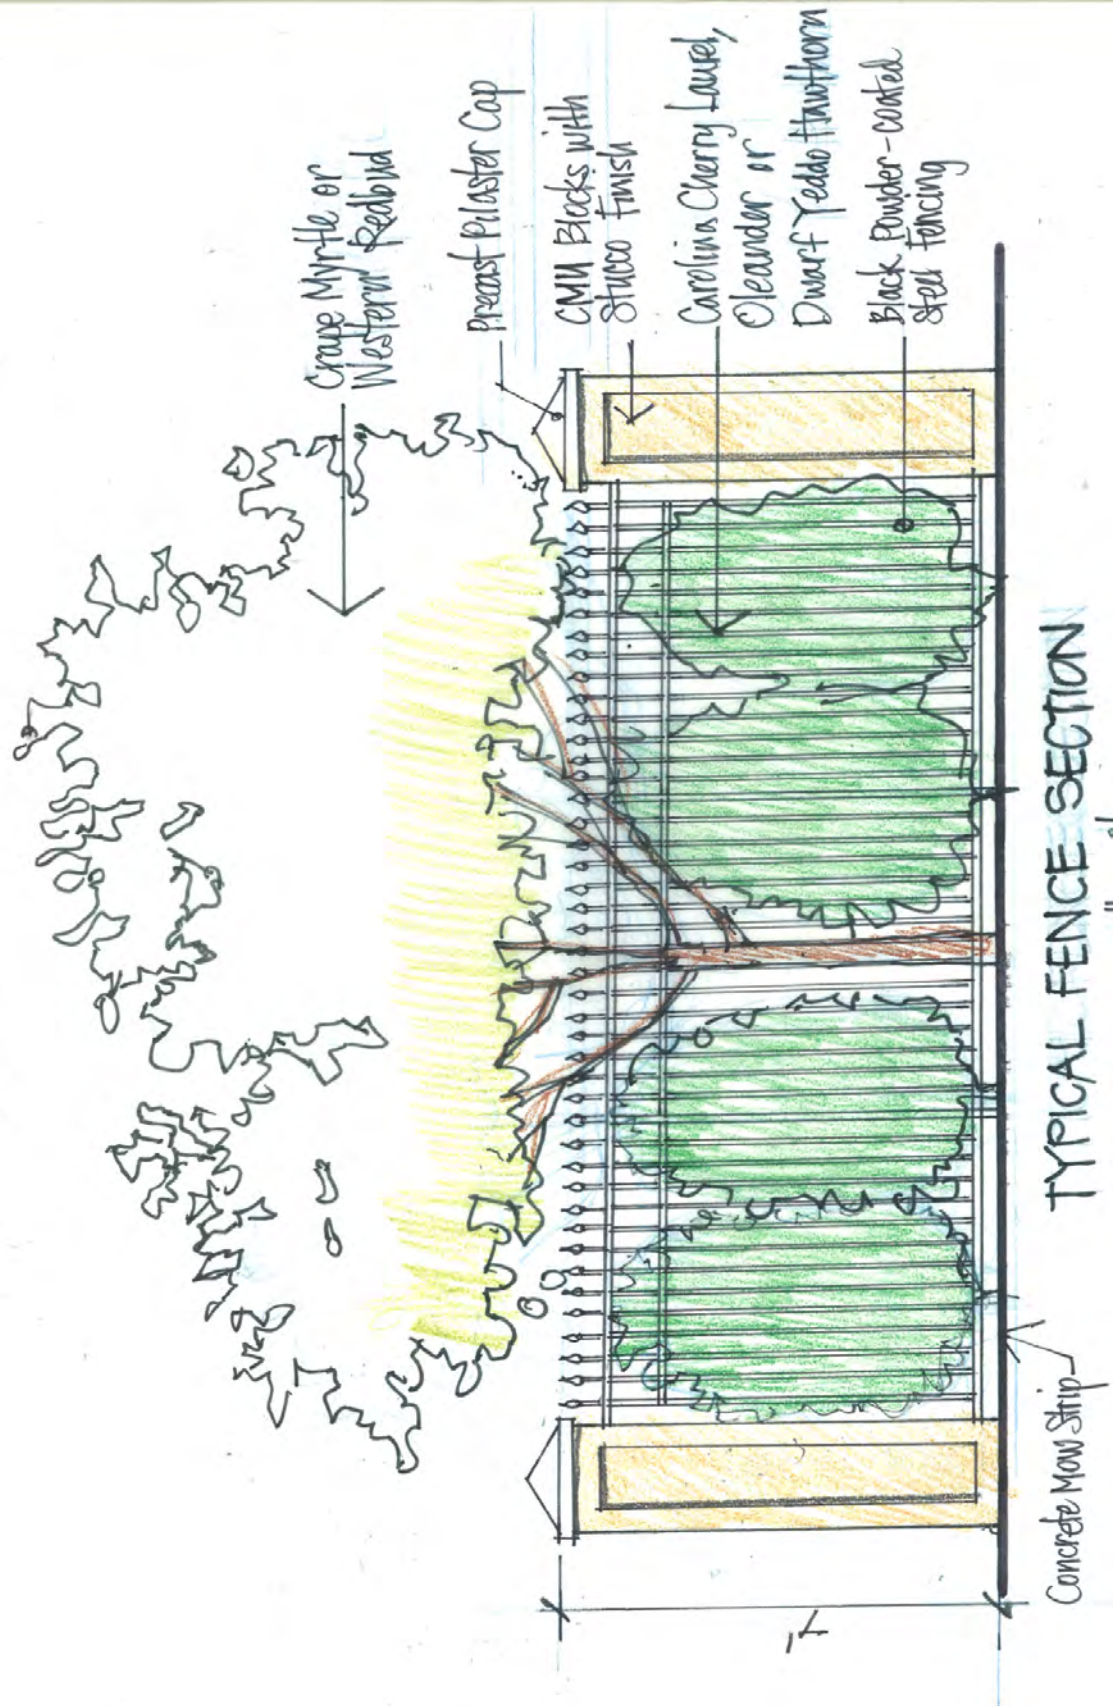 Crape Myrtle or
Western Redbud
Precast Pilaster Cap
CMU Blocks with
Stucco Finish
Carolina Cherry Laurel,
Oleander or
Dwarf Yeddo Hawthorn
Black Powder-coated
Steel Fencing
7'
Concrete Mow Strip
TYPICAL FENCE SECTION